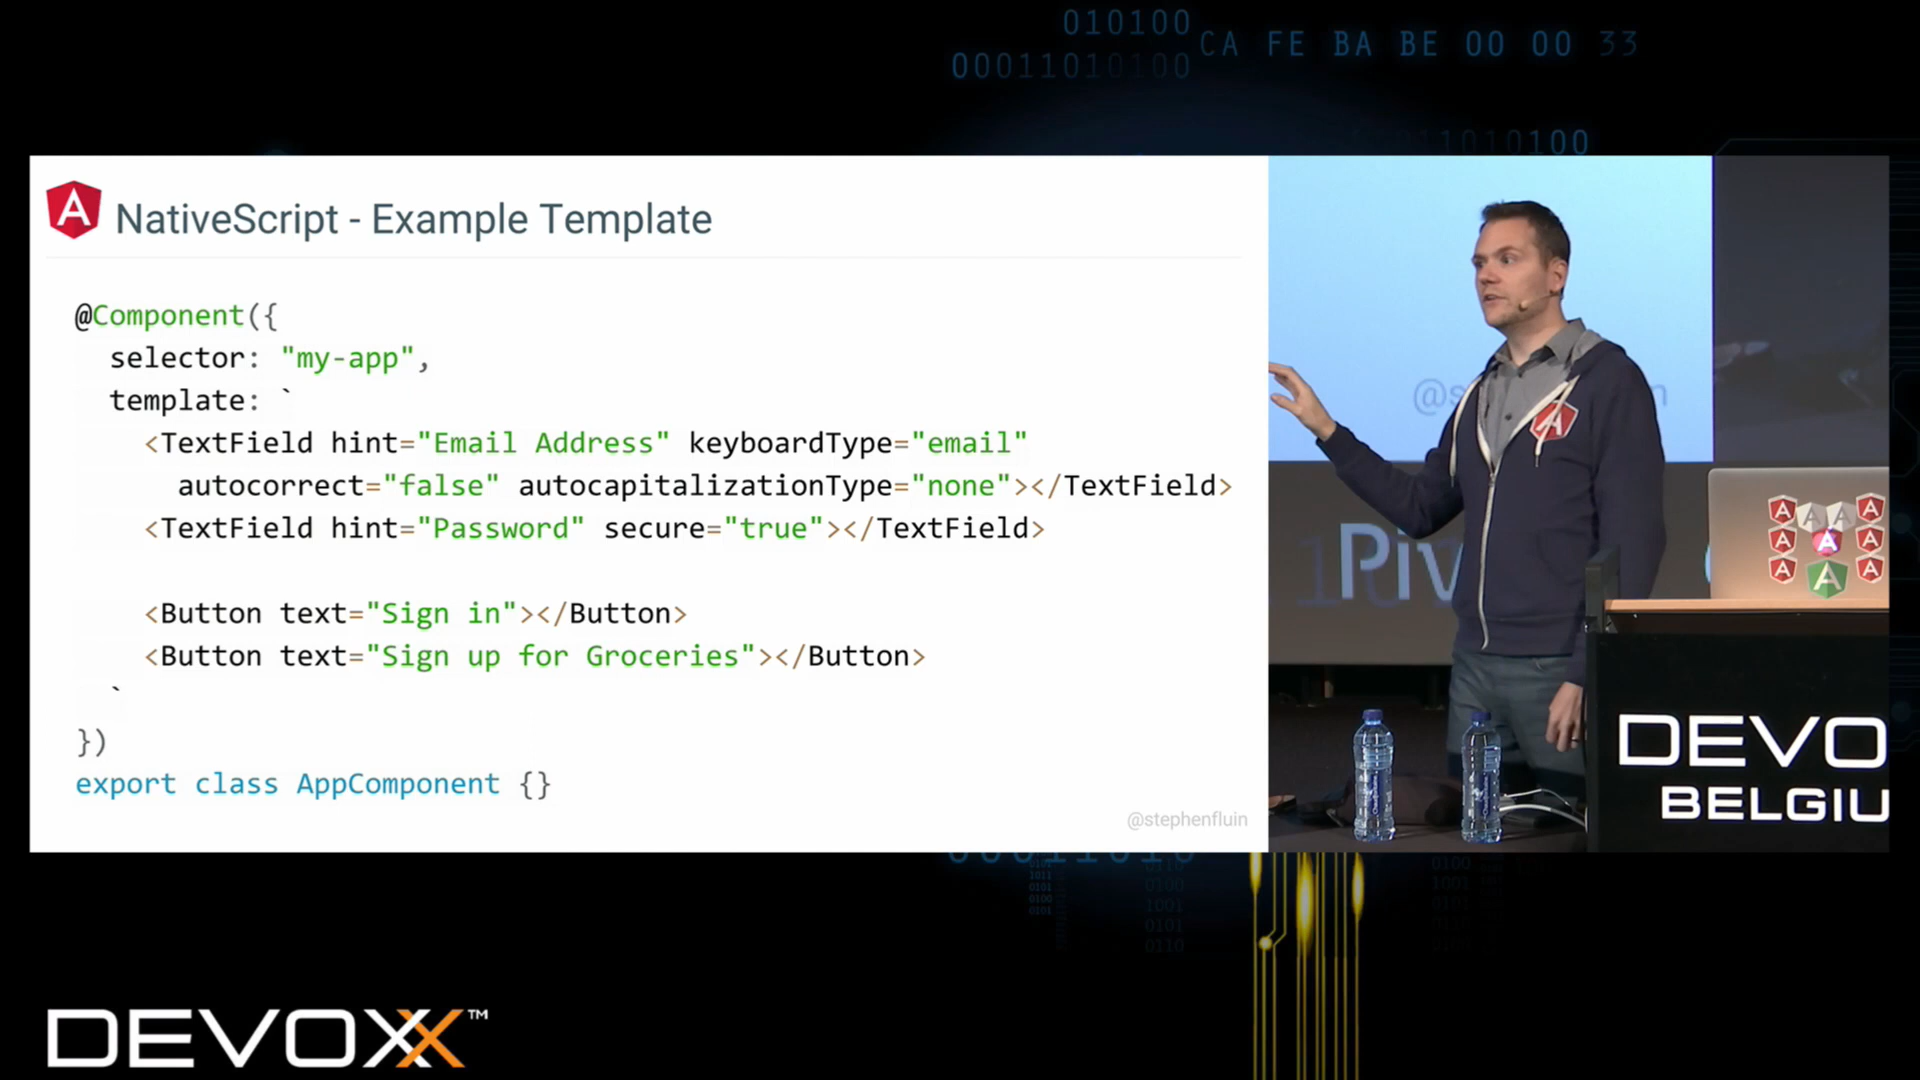 010100
CA FE BA BE 00 00 33
00011010100
11010100
NativeScript - Example Template
@Component({
selector: "my-app",
template: `
<TextField hint="Email Address" keyboardType="email"
autocorrect="false" autocapitalizationType="none"></TextField>
<TextField hint="Password" secure="true"></TextField>
<Button text="Sign in"></Button>
<Button text="Sign up for Groceries"></Button>
`
})
export class AppComponent {}
@stephenfluin
Piv
DEVO
BELGIU
DEVOXX™